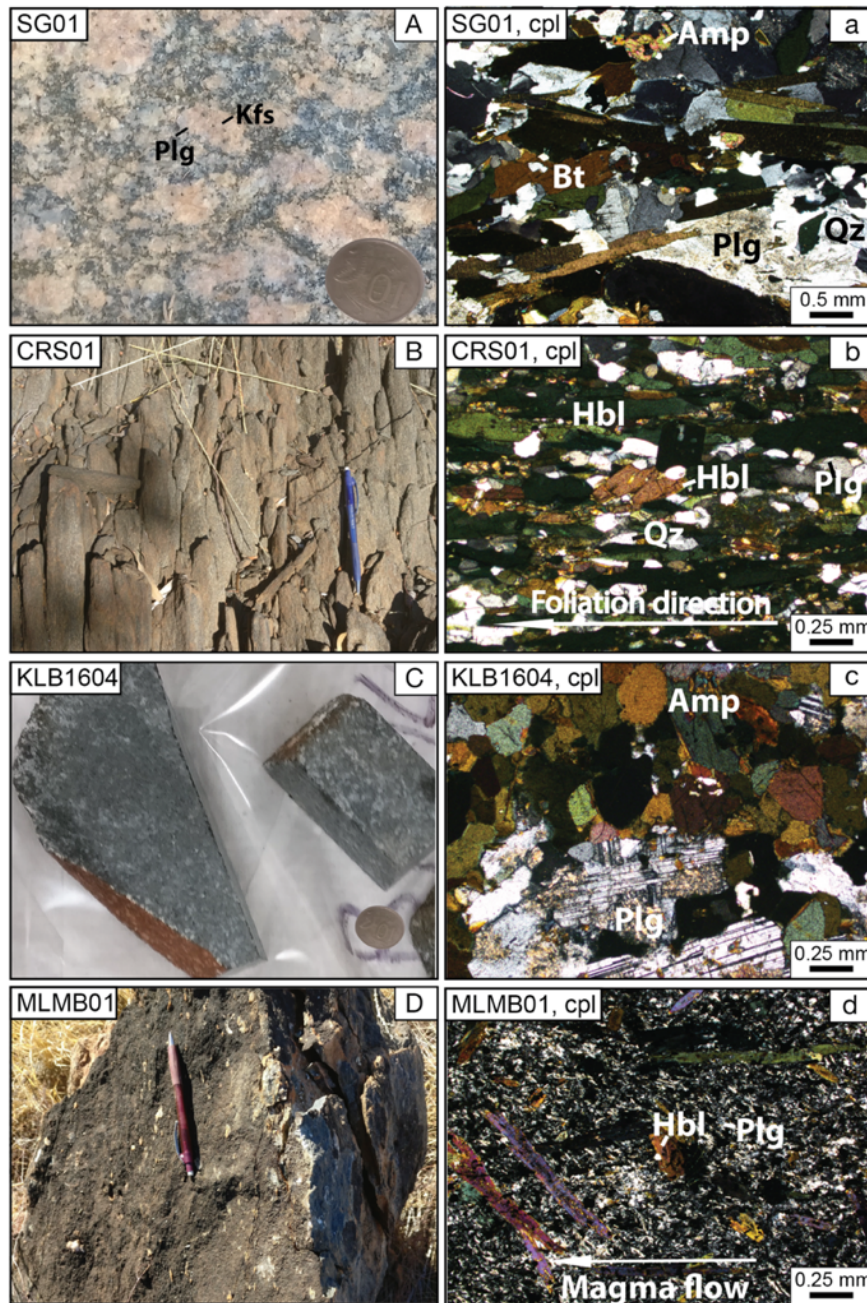 SG01
A
Kfs
Plg
SG01, cpl
a
Amp
Bt
Plg
Qz
0.5 mm
CRS01
B
CRS01, cpl
b
Hbl
Hbl
Plg
Qz
Foliation direction
0.25 mm
KLB1604
C
KLB1604, cpl
c
Amp
Plg
0.25 mm
MLMB01
D
MLMB01, cpl
d
Hbl
Plg
Magma flow
0.25 mm